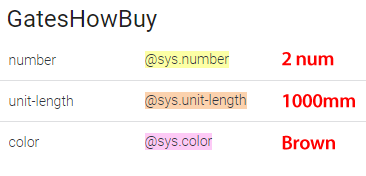 GatesHowBuy
number @sys.number 2 num
unit-length @sys.unit-length 1000mm
color @sys.color Brown